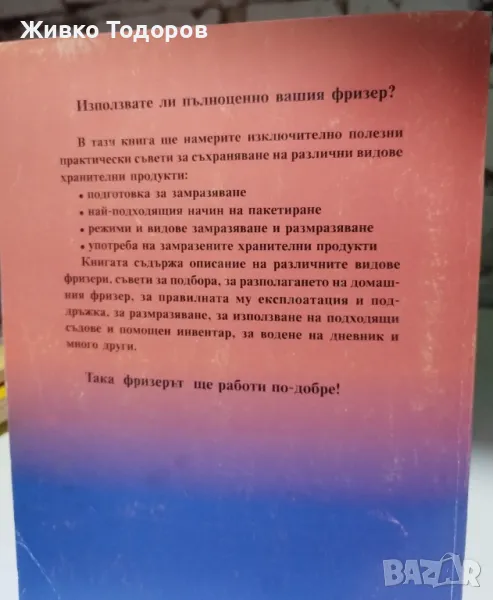 Живко Тодоров
Използвате ли пълноценно вашия фризер?
В тази книга ще намерите изключително полезни
практически съвети за съхраняване на различни видове
хранителни продукти:
• подготовка за замразяване
• най-подходящия начин на пакетиране
• режими и видове замразяване и размразяване
• употреба на замразените хранителни продукти
Книгата съдържа описание на различните видове
фризери, съвети за подбора, за разполагането на домаш-
ния фризер, за правилната му експлоатация и под-
дръжка, за размразяване, за използване на подходящи
съдове и помощен инвентар, за водене на дневник и
много други.
Така фризерът ще работи по-добре!
BAZAR